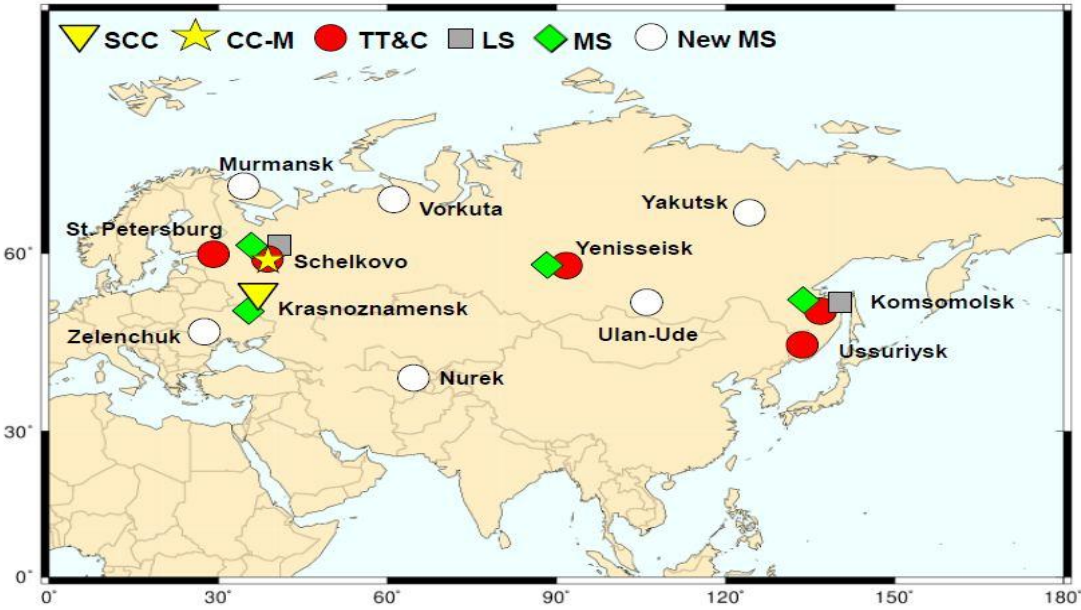 SCC CC-M TT&C LS MS New MS
Murmansk
Vorkuta
Yakutsk
St. Petersburg
Yenisseisk
60°
Schelkovo
Krasnoznamensk
Komsomolsk
Zelenchuk
Ulan-Ude
Ussuriysk
Nurek
30°
0°
0° 30° 60° 90° 120° 150° 180°